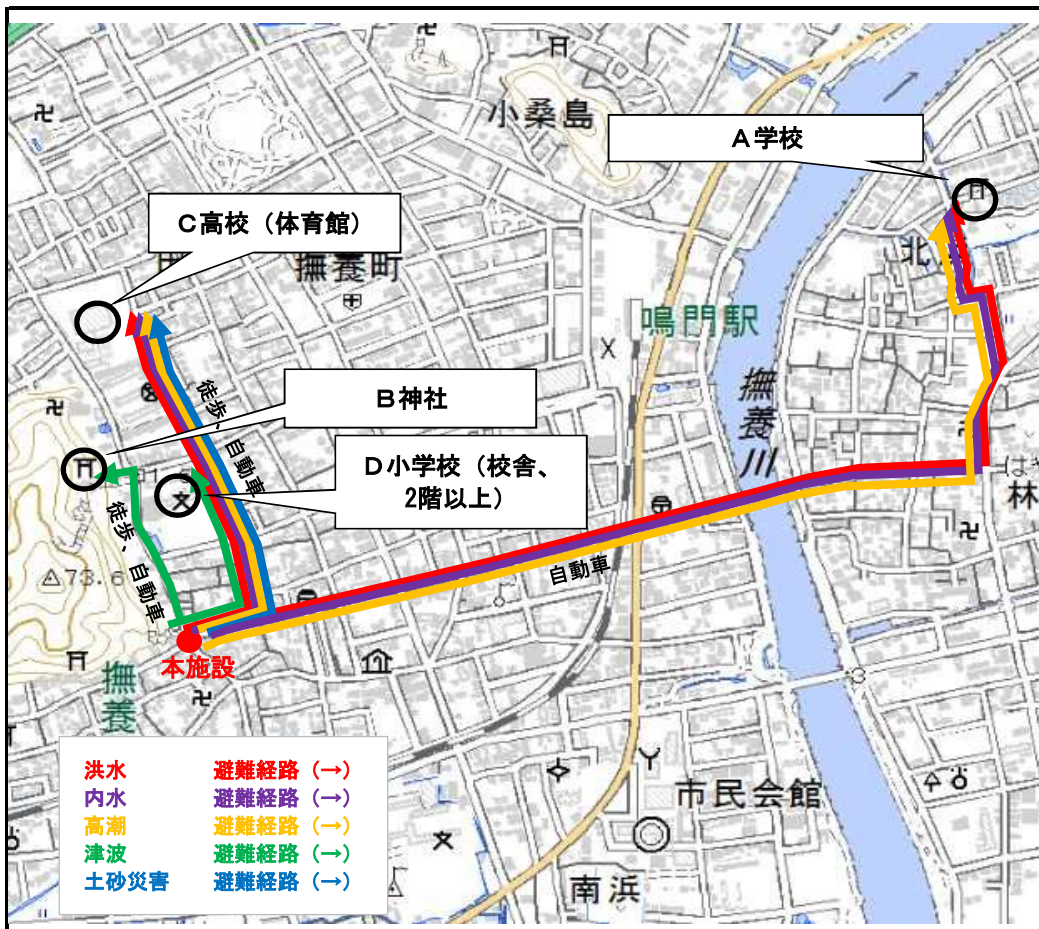 小桑島
A学校
C高校（体育館）
撫養町
北
鳴門駅
B神社
撫養川
D小学校（校舎、
2階以上）
徒歩、自動車
徒歩、自動車
林
73.6
自動車
本施設
撫養
洪水 避難経路（→）
内水 避難経路（→）
高潮 避難経路（→）
津波 避難経路（→）
土砂災害 避難経路（→）
市民会館
南浜